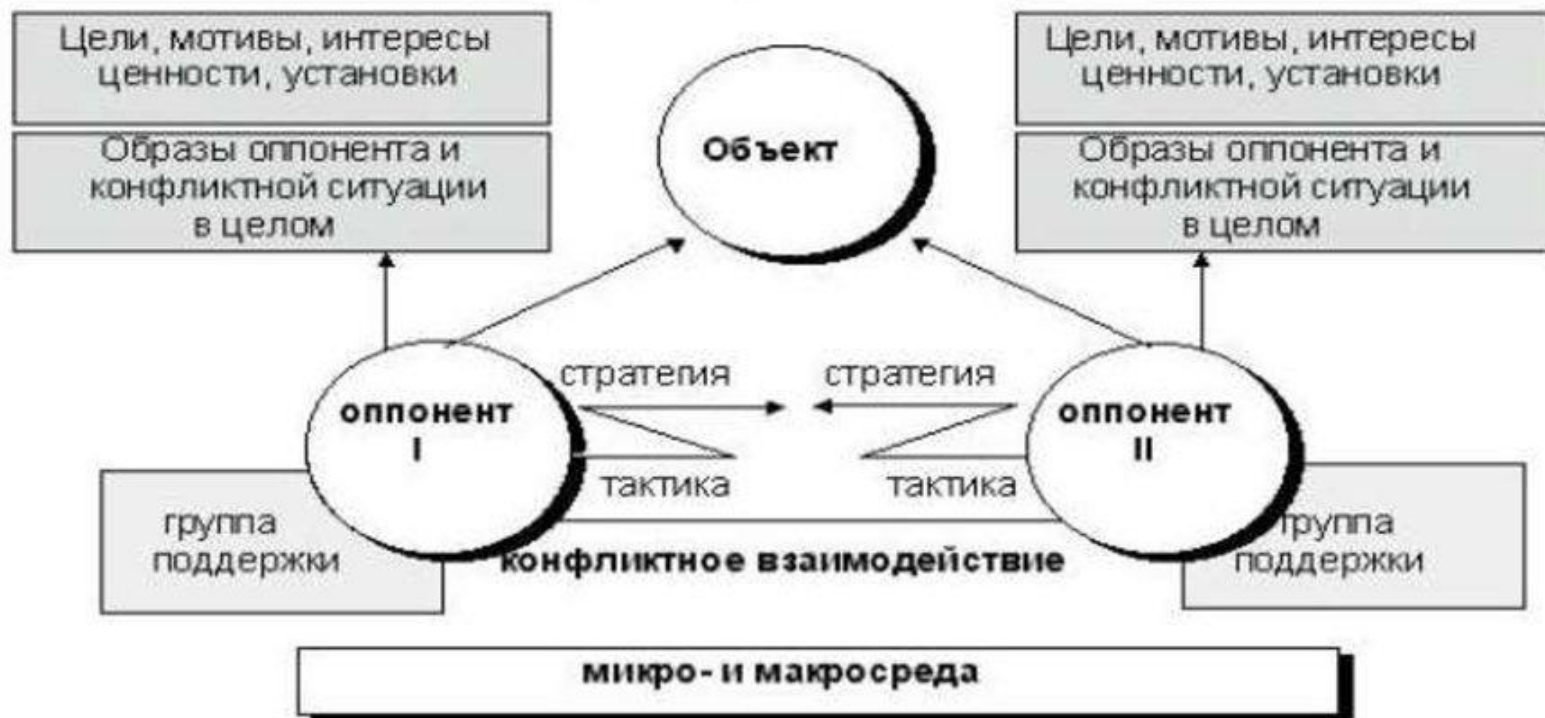 Цели, мотивы, интересы
ценности, установки
Образы оппонента и
конфликтной ситуации
в целом
Объект
Цели, мотивы, интересы
ценности, установки
Образы оппонента и
конфликтной ситуации
в целом
оппонент
I
стратегия
стратегия
тактика
тактика
оппонент
II
группа
поддержки
конфликтное взаимодействие
группа
поддержки
микро- и макросреда